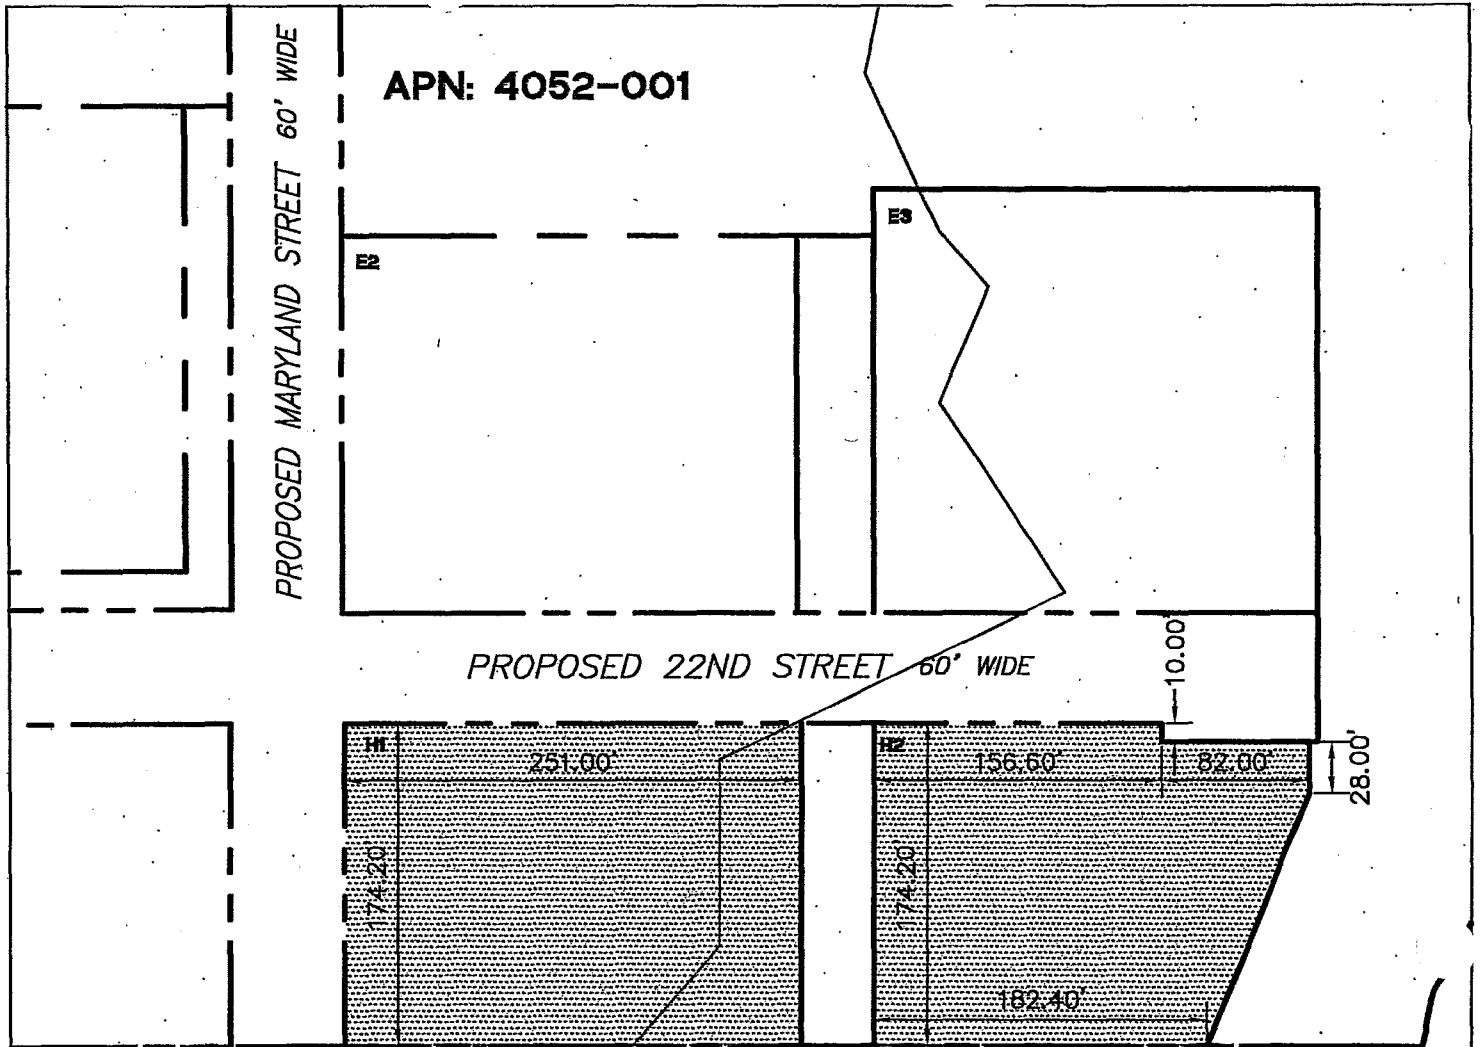 APN: 4052-001
PROPOSED MARYLAND STREET 60' WIDE
E3
E2
PROPOSED 22ND STREET 60' WIDE
10.00'
H1
H2
251.00'
156.60'
82.00'
28.00'
174.20'
174.20'
182.40'